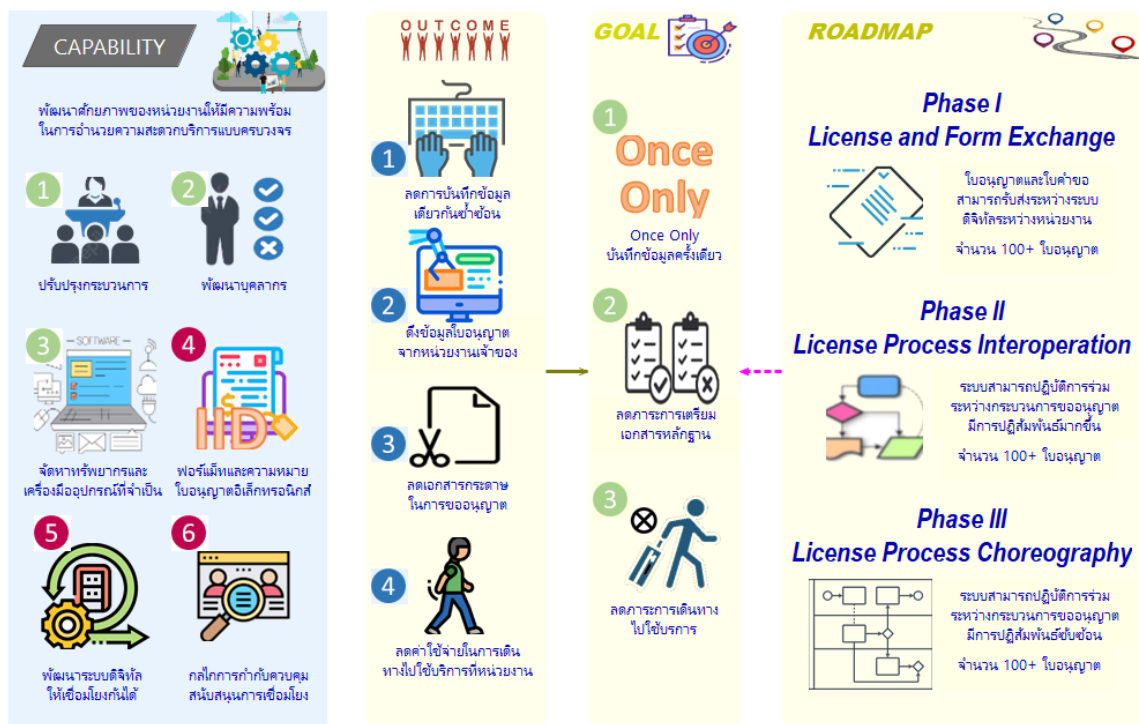 CAPABILITY
พัฒนาศักยภาพของหน่วยงานให้มีความพร้อม
ในการอำนวยความสะดวกบริการแบบครบวงจร
1
ปรับปรุงกระบวนการ
2
พัฒนาบุคลากร
3
SOFTWARE
จัดหาทรัพยากรและ
เครื่องมืออุปกรณ์ที่จำเป็น
4
IID
ฟอร์แม็ทและความหมาย
ใบอนุญาตอิเล็กทรอนิกส์
5
พัฒนาระบบดิจิทัล
ให้เชื่อมโยงกันได้
6
กลไกการกำกับควบคุม
สนับสนุนการเชื่อมโยง
OUTCOME
1
ลดการบันทึกข้อมูล
เดียวกันซ้ำซ้อน
2
ดึงข้อมูลใบอนุญาต
จากหน่วยงานเจ้าของ
3
ลดเอกสารกระดาษ
ในการขออนุญาต
4
ลดค่าใช้จ่ายในการเดิน
ทางไปใช้บริการที่หน่วยงาน
GOAL
1
Once
Only
Once Only
บันทึกข้อมูลครั้งเดียว
2
ลดภาระการเตรียม
เอกสารหลักฐาน
3
ลดภาระการเดินทาง
ไปใช้บรการ
ROADMAP
Phase I
License and Form Exchange
ใบอนุญาตและใบคำขอ
สามารถรับส่งระหว่างระบบ
ดิจิทัลระหว่างหน่วยงาน
จำนวน 100+ ใบอนุญาต
Phase II
License Process Interoperation
ระบบสามารถปฏิบัติการร่วม
ระหว่างกระบวนการขออนุญาต
มีการปฏิสัมพันธ์มากขึ้น
จำนวน 100+ ใบอนุญาต
Phase III
License Process Choreography
ระบบสามารถปฏิบัติการร่วม
ระหว่างกระบวนการขออนุญาต
มีการปฏิสัมพันธ์ซับซ้อน
จำนวน 100+ ใบอนุญาต